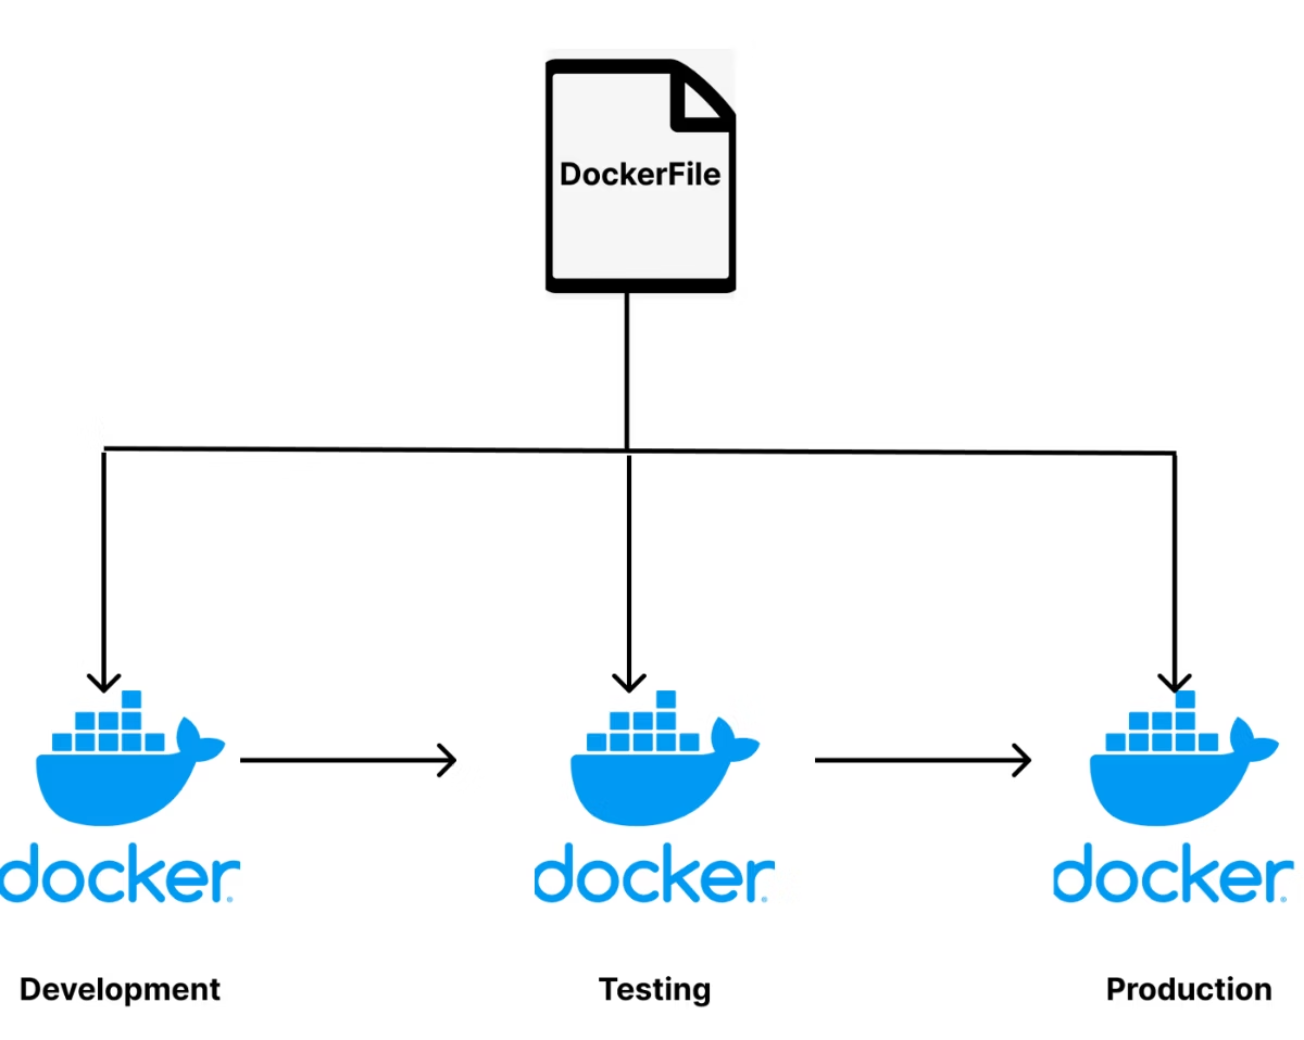 DockerFile
docker
docker
docker
Development
Testing
Production